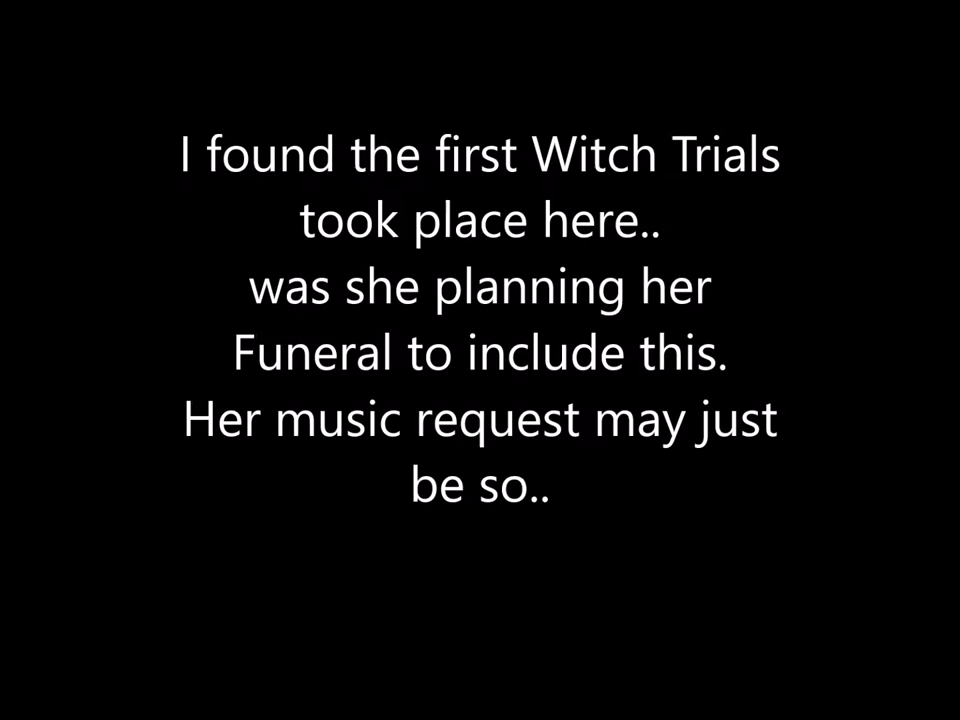 I found the first Witch Trials
took place here..
was she planning her
Funeral to include this.
Her music request may just
be so..